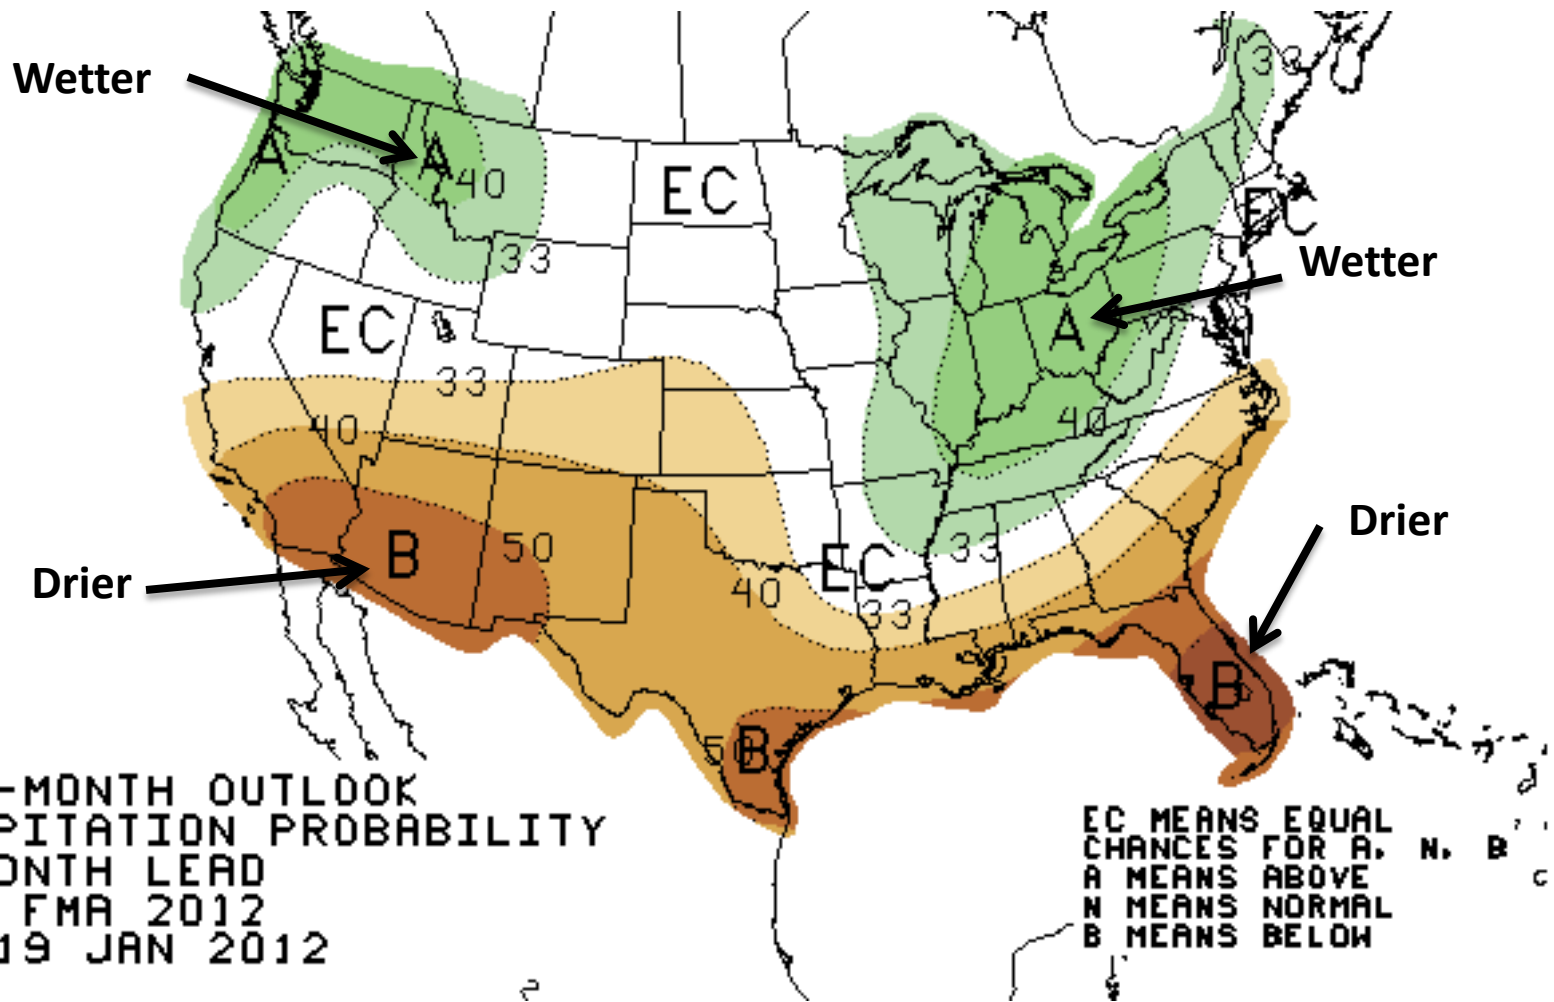 33
Wetter
A
A
40
EC
EC
33
Wetter
EC
A
33
40
40
Drier
B
50
33
EC
40
33
Drier
B
50
B
-MONTH OUTLOOK
PITATION PROBABILITY
ONTH LEAD
FMA 2012
19 JAN 2012
EC MEANS EQUAL
CHANCES FOR A, N, B
A MEANS ABOVE
N MEANS NORMAL
B MEANS BELOW